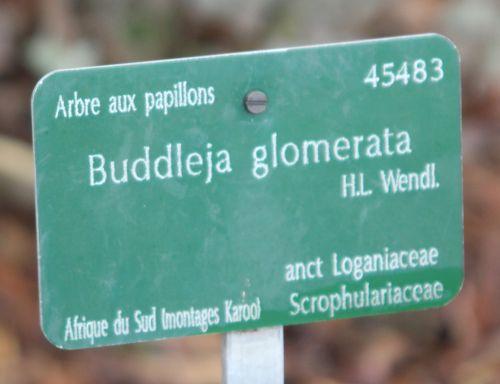 Arbre aux papillons 45483
Buddleja glomerata
H.L. Wendl.
anct Loganiaceae
Afrique du Sud (montages Karoo) Scrophulariaceae